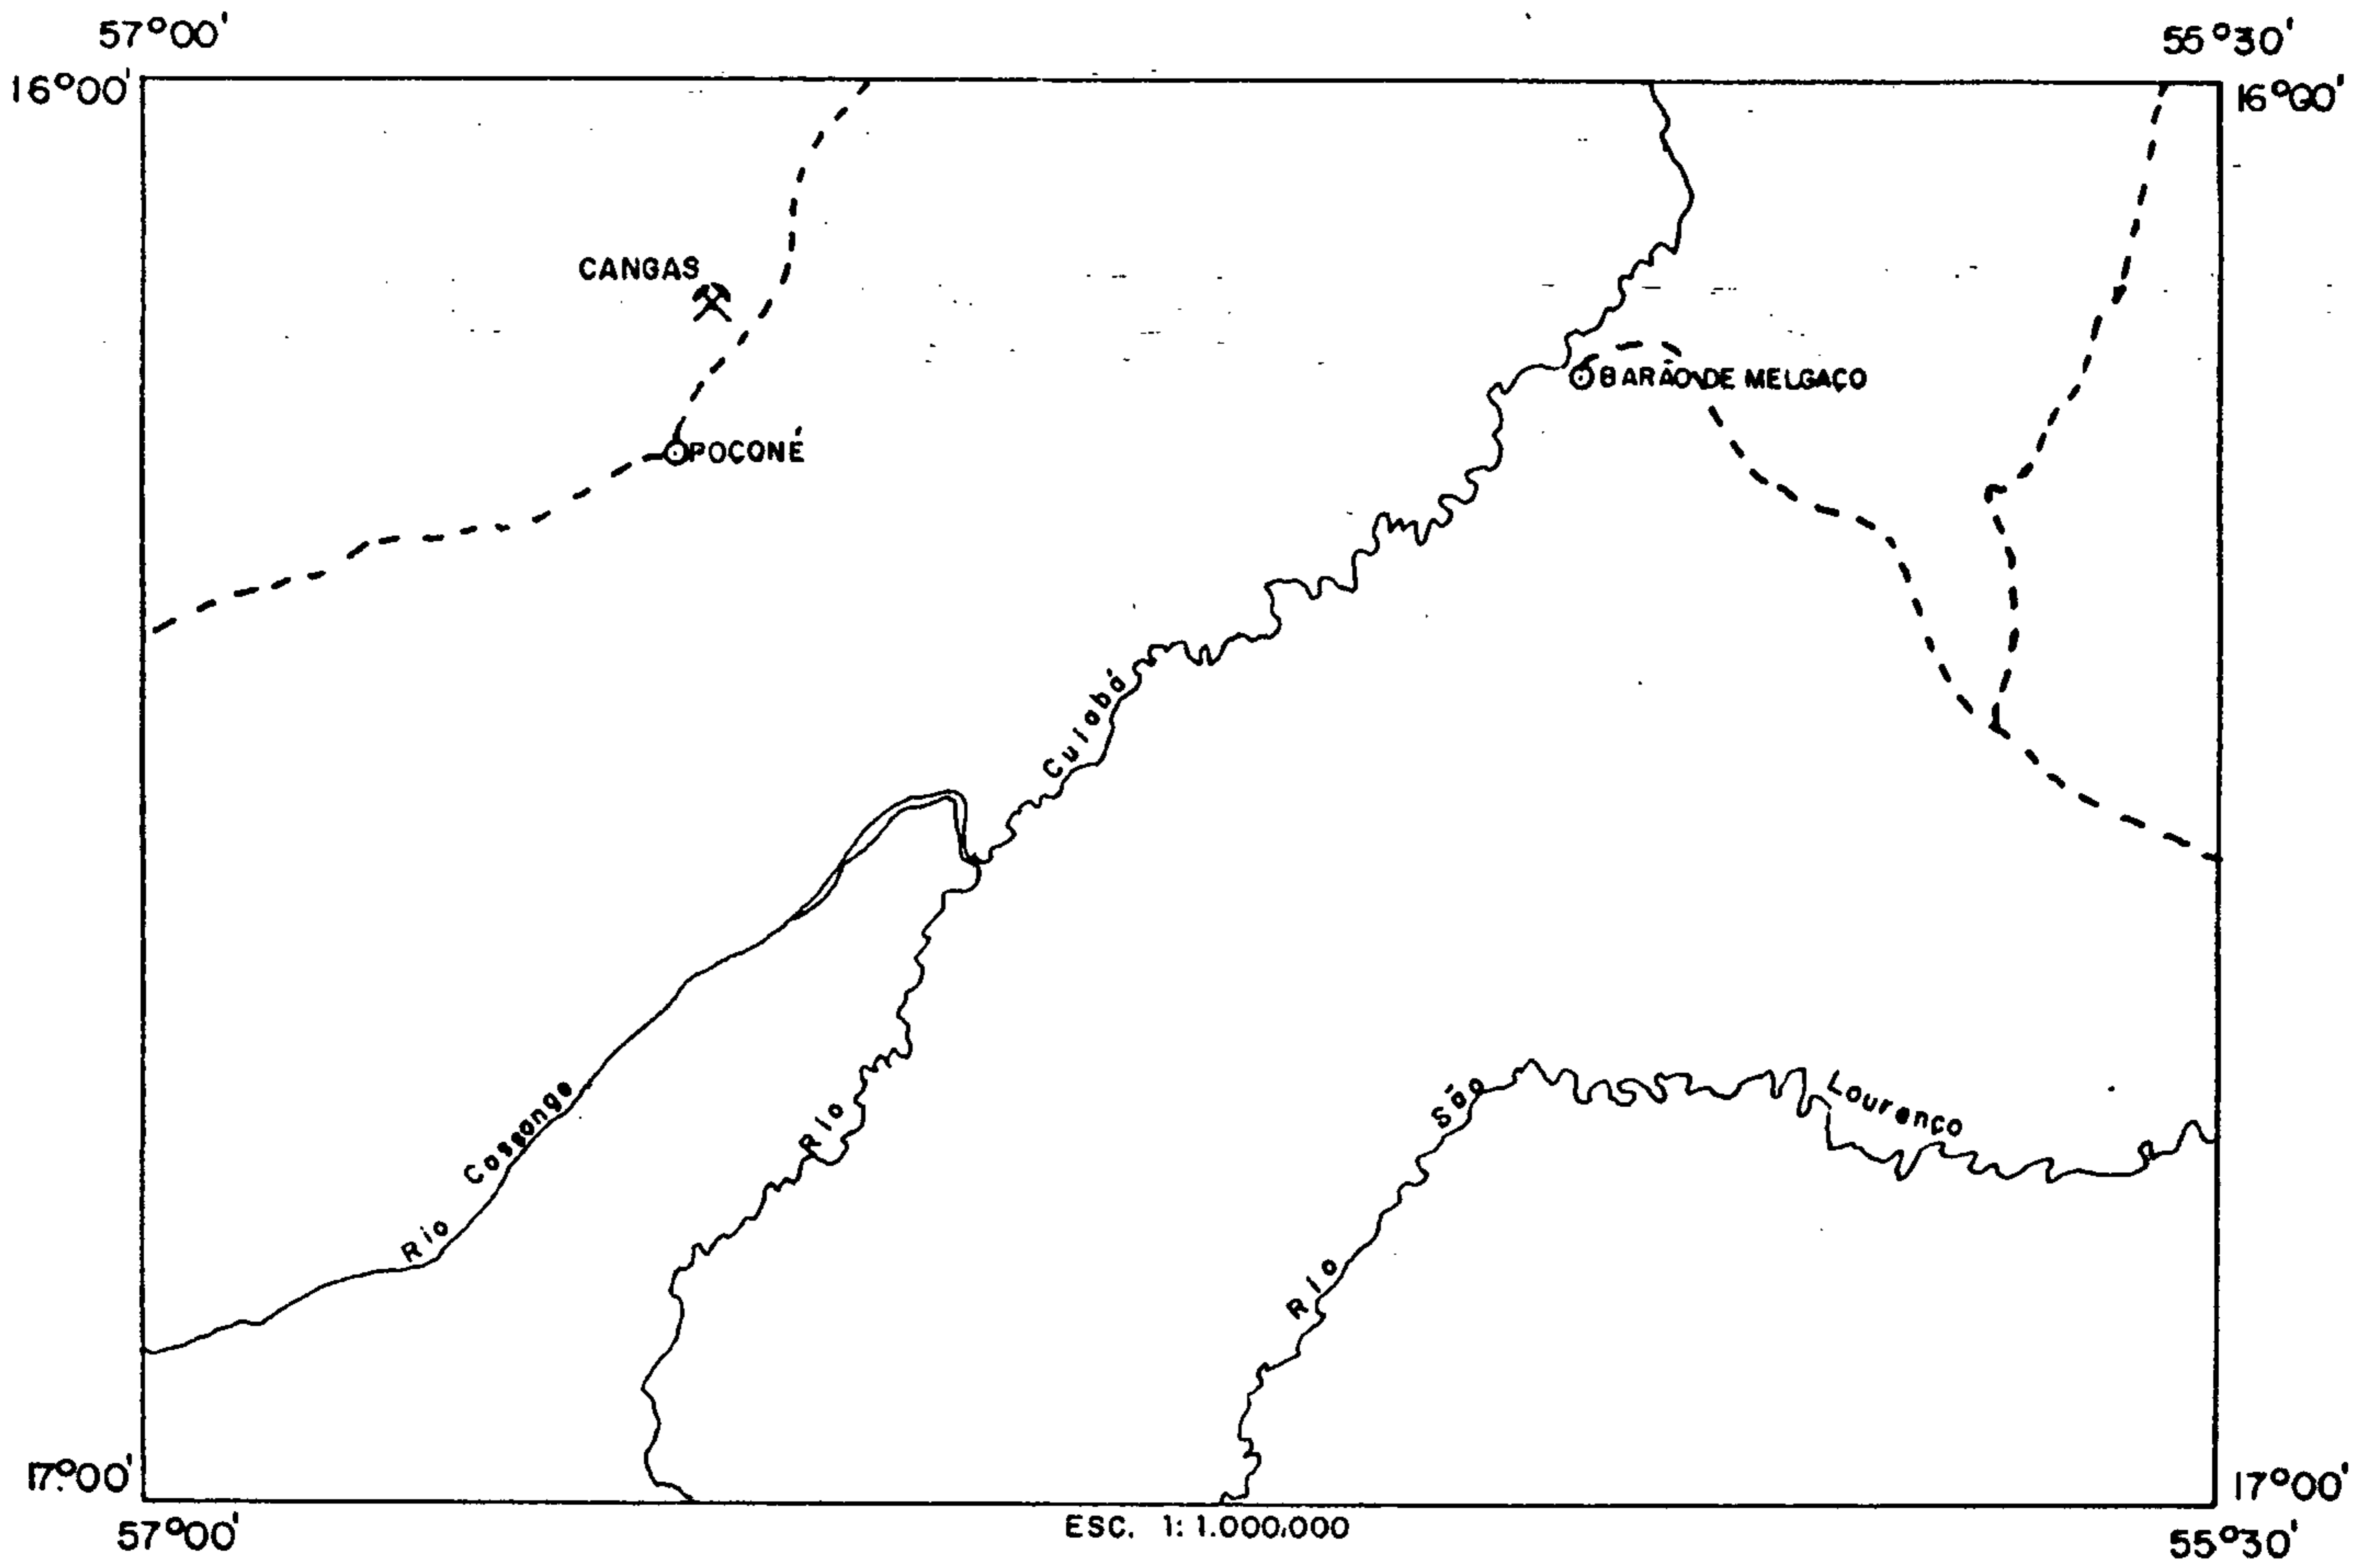 57°00'
55°30'
16°00'
16°00'
CANGAS
BARÃO DE MELGAÇO
POÇONÉ
Cuiabá
Rio
Cassange
Rio
São
Lourenço
Rio
17°00'
17°00'
57°00'
ESC. 1:1.000.000
55°30'